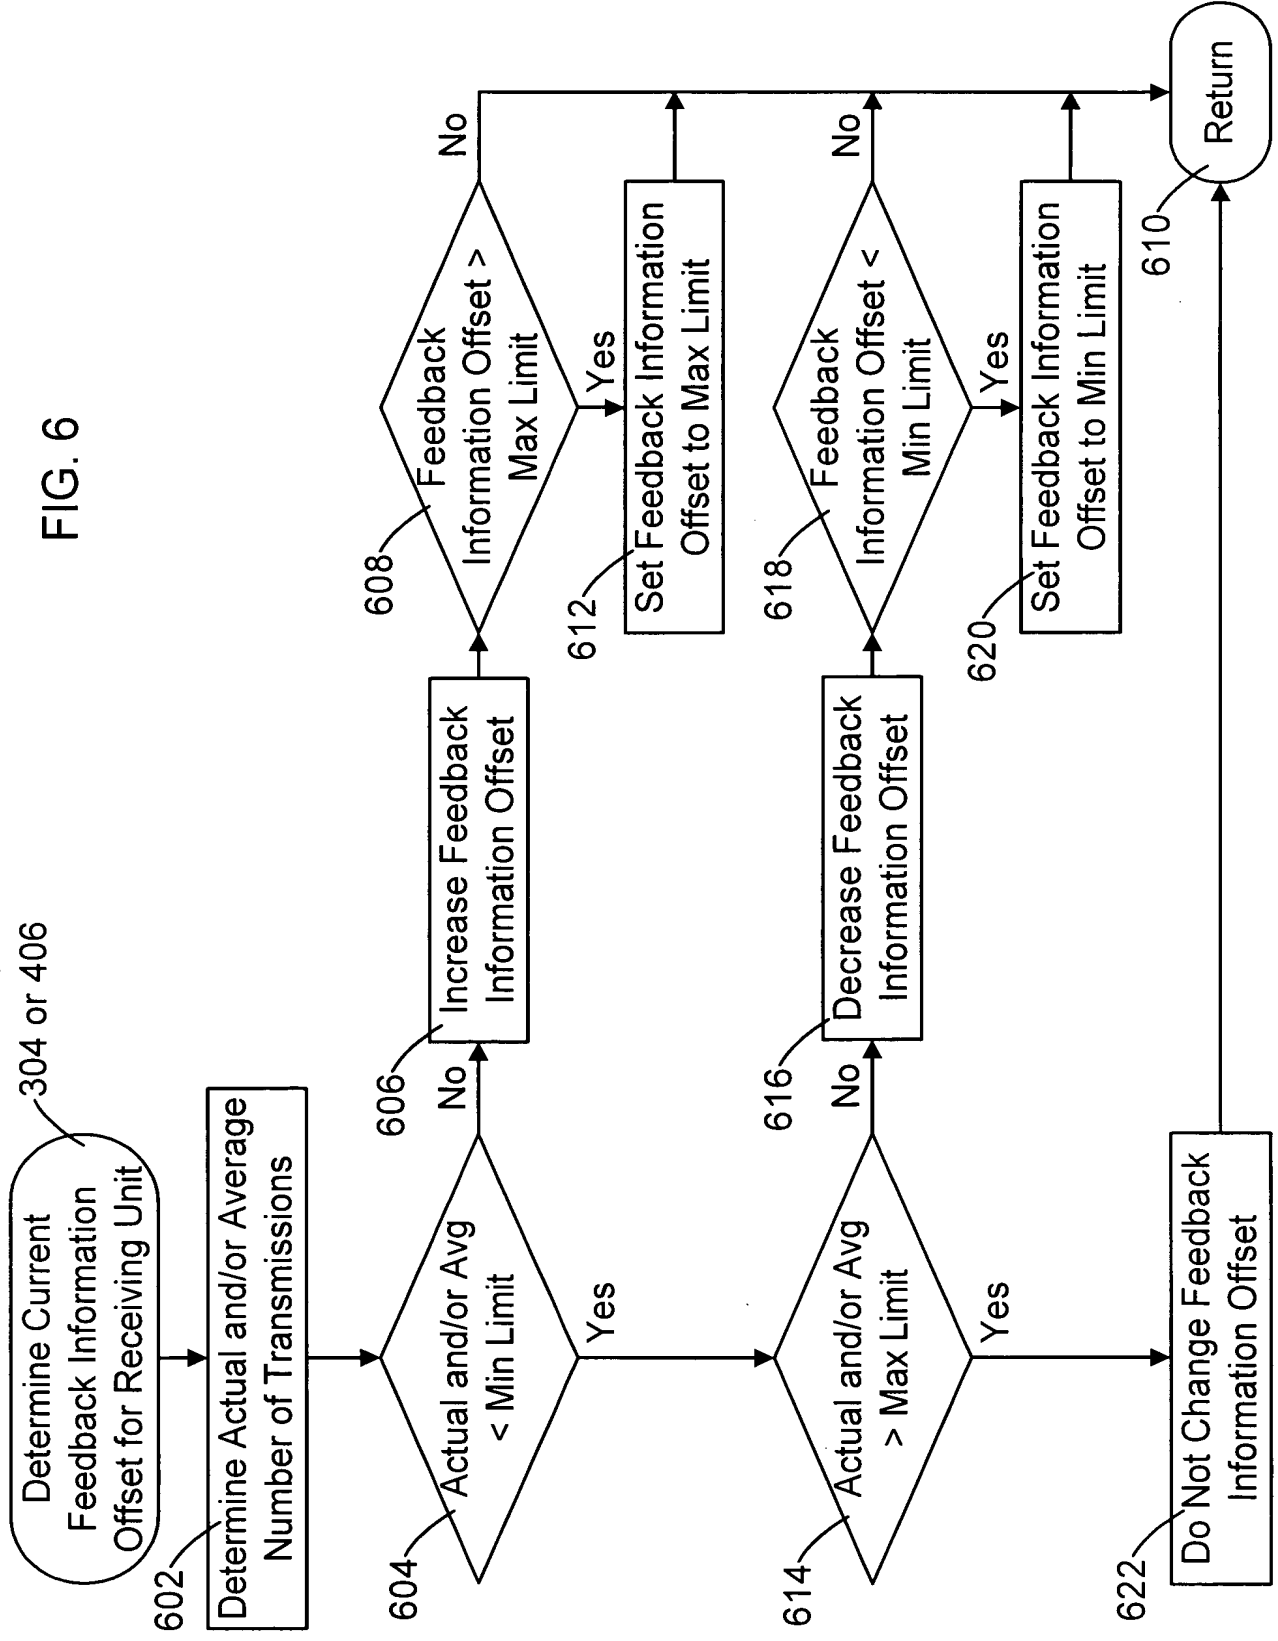 FIG. 6
304 or 406
Determine Current
Feedback Information
Offset for Receiving Unit
602
Determine Actual and/or Average
Number of Transmissions
604
Actual and/or Avg
< Min Limit
No
Yes
606
Increase Feedback
Information Offset
608
Feedback
Information Offset >
Max Limit
No
Yes
612
Set Feedback Information
Offset to Max Limit
614
Actual and/or Avg
> Max Limit
No
Yes
616
Decrease Feedback
Information Offset
618
Feedback
Information Offset <
Min Limit
No
Yes
620
Set Feedback Information
Offset to Min Limit
622
Do Not Change Feedback
Information Offset
610
Return